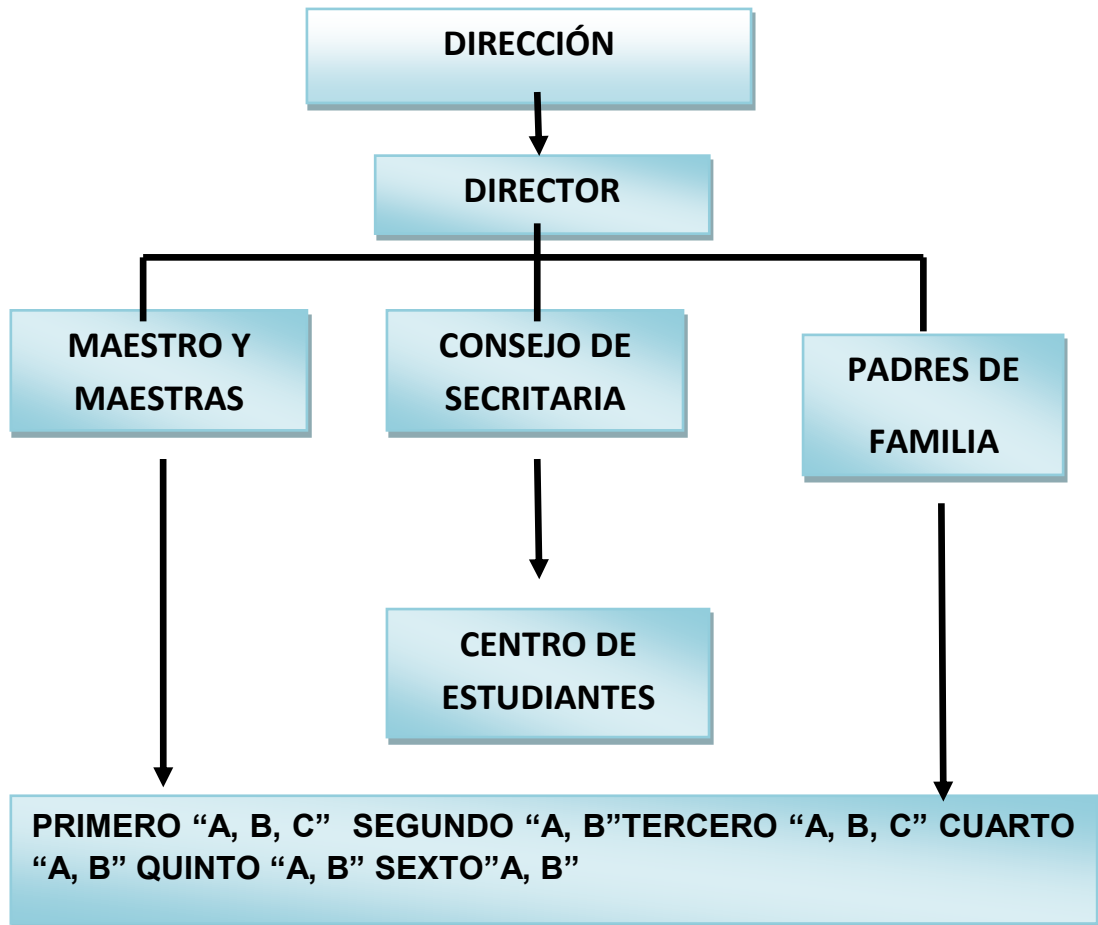 DIRECCIÓN
DIRECTOR
MAESTRO Y
MAESTRAS
CONSEJO DE
SECRITARIA
PADRES DE
FAMILIA
CENTRO DE
ESTUDIANTES
PRIMERO “A, B, C”  SEGUNDO “A, B”TERCERO “A, B, C” CUARTO
“A, B” QUINTO “A, B” SEXTO”A, B”